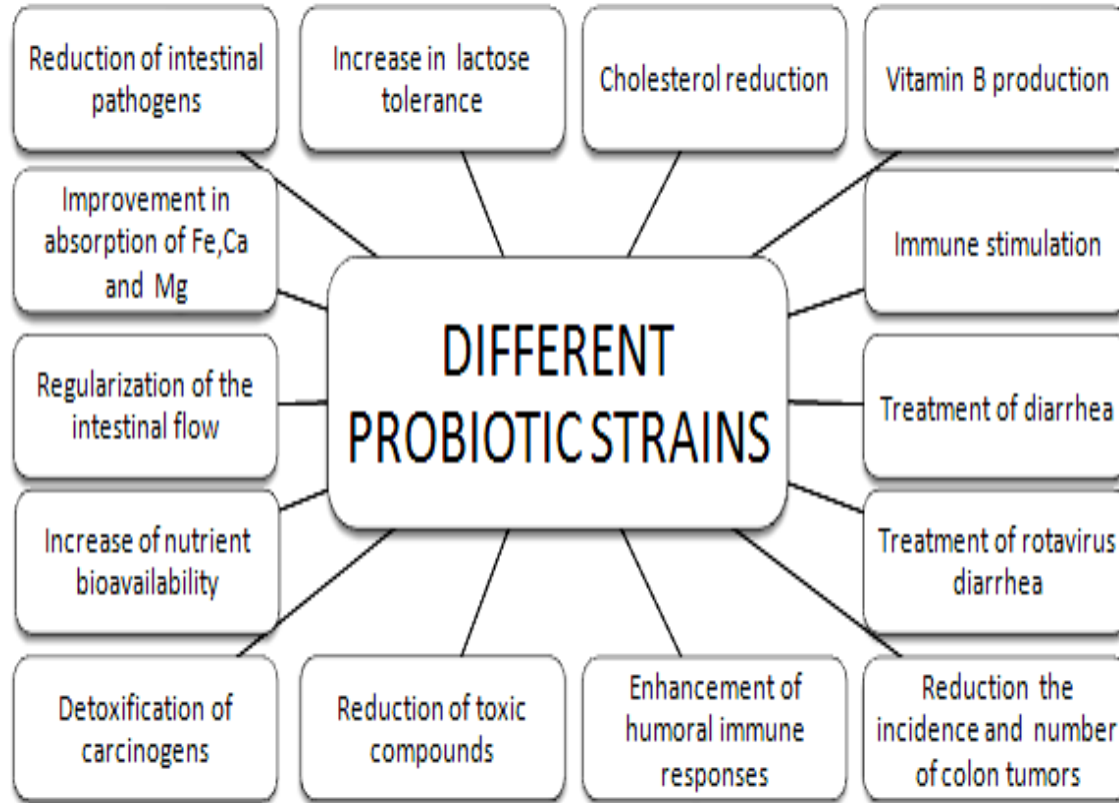 Reduction of intestinal
pathogens
Increase in lactose
tolerance
Cholesterol reduction
Vitamin B production
Improvement in
absorption of Fe,Ca
and Mg
Immune stimulation
DIFFERENT
PROBIOTIC STRAINS
Regularization of the
intestinal flow
Treatment of diarrhea
Increase of nutrient
bioavailability
Treatment of rotavirus
diarrhea
Detoxification of
carcinogens
Reduction of toxic
compounds
Enhancement of
humoral immune
responses
Reduction the
incidence and number
of colon tumors